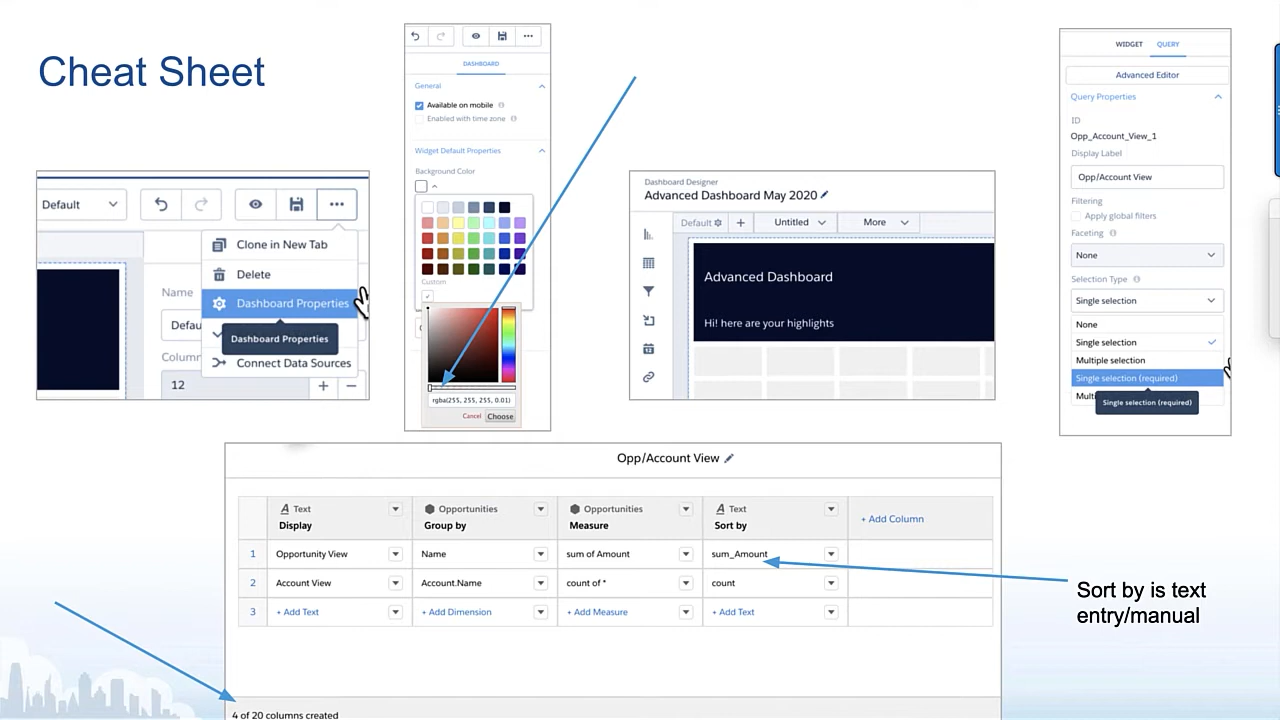 Cheat Sheet
Default
Clone in New Tab
Delete
Name
Dashboard Properties
Defau
Dashboard Properties
Connect Data Sources
Column
12
+
−
DASHBOARD
General
Available on mobile
Enabled with time zone
Widget Default Properties
Background Color
Custom
rgba(255, 255, 255, 0.01)
Cancel Choose
Dashboard Designer
Advanced Dashboard May 2020
Default + Untitled More
Advanced Dashboard
Hi! here are your highlights
WIDGET QUERY
Advanced Editor
Query Properties
ID
Opp_Account_View_1
Display Label
Opp/Account View
Filtering
Apply global filters
Faceting
None
Selection Type
Single selection
None
Single selection
Multiple selection
Single selection (required)
Multi
Single selection (required)
Opp/Account View
Text Opportunities Opportunities Text
Display Group by Measure Sort by + Add Column
1 Opportunity View Name sum of Amount sum_Amount
2 Account View Account.Name count of * count
3 + Add Text + Add Dimension + Add Measure + Add Text
Sort by is text
entry/manual
4 of 20 columns created